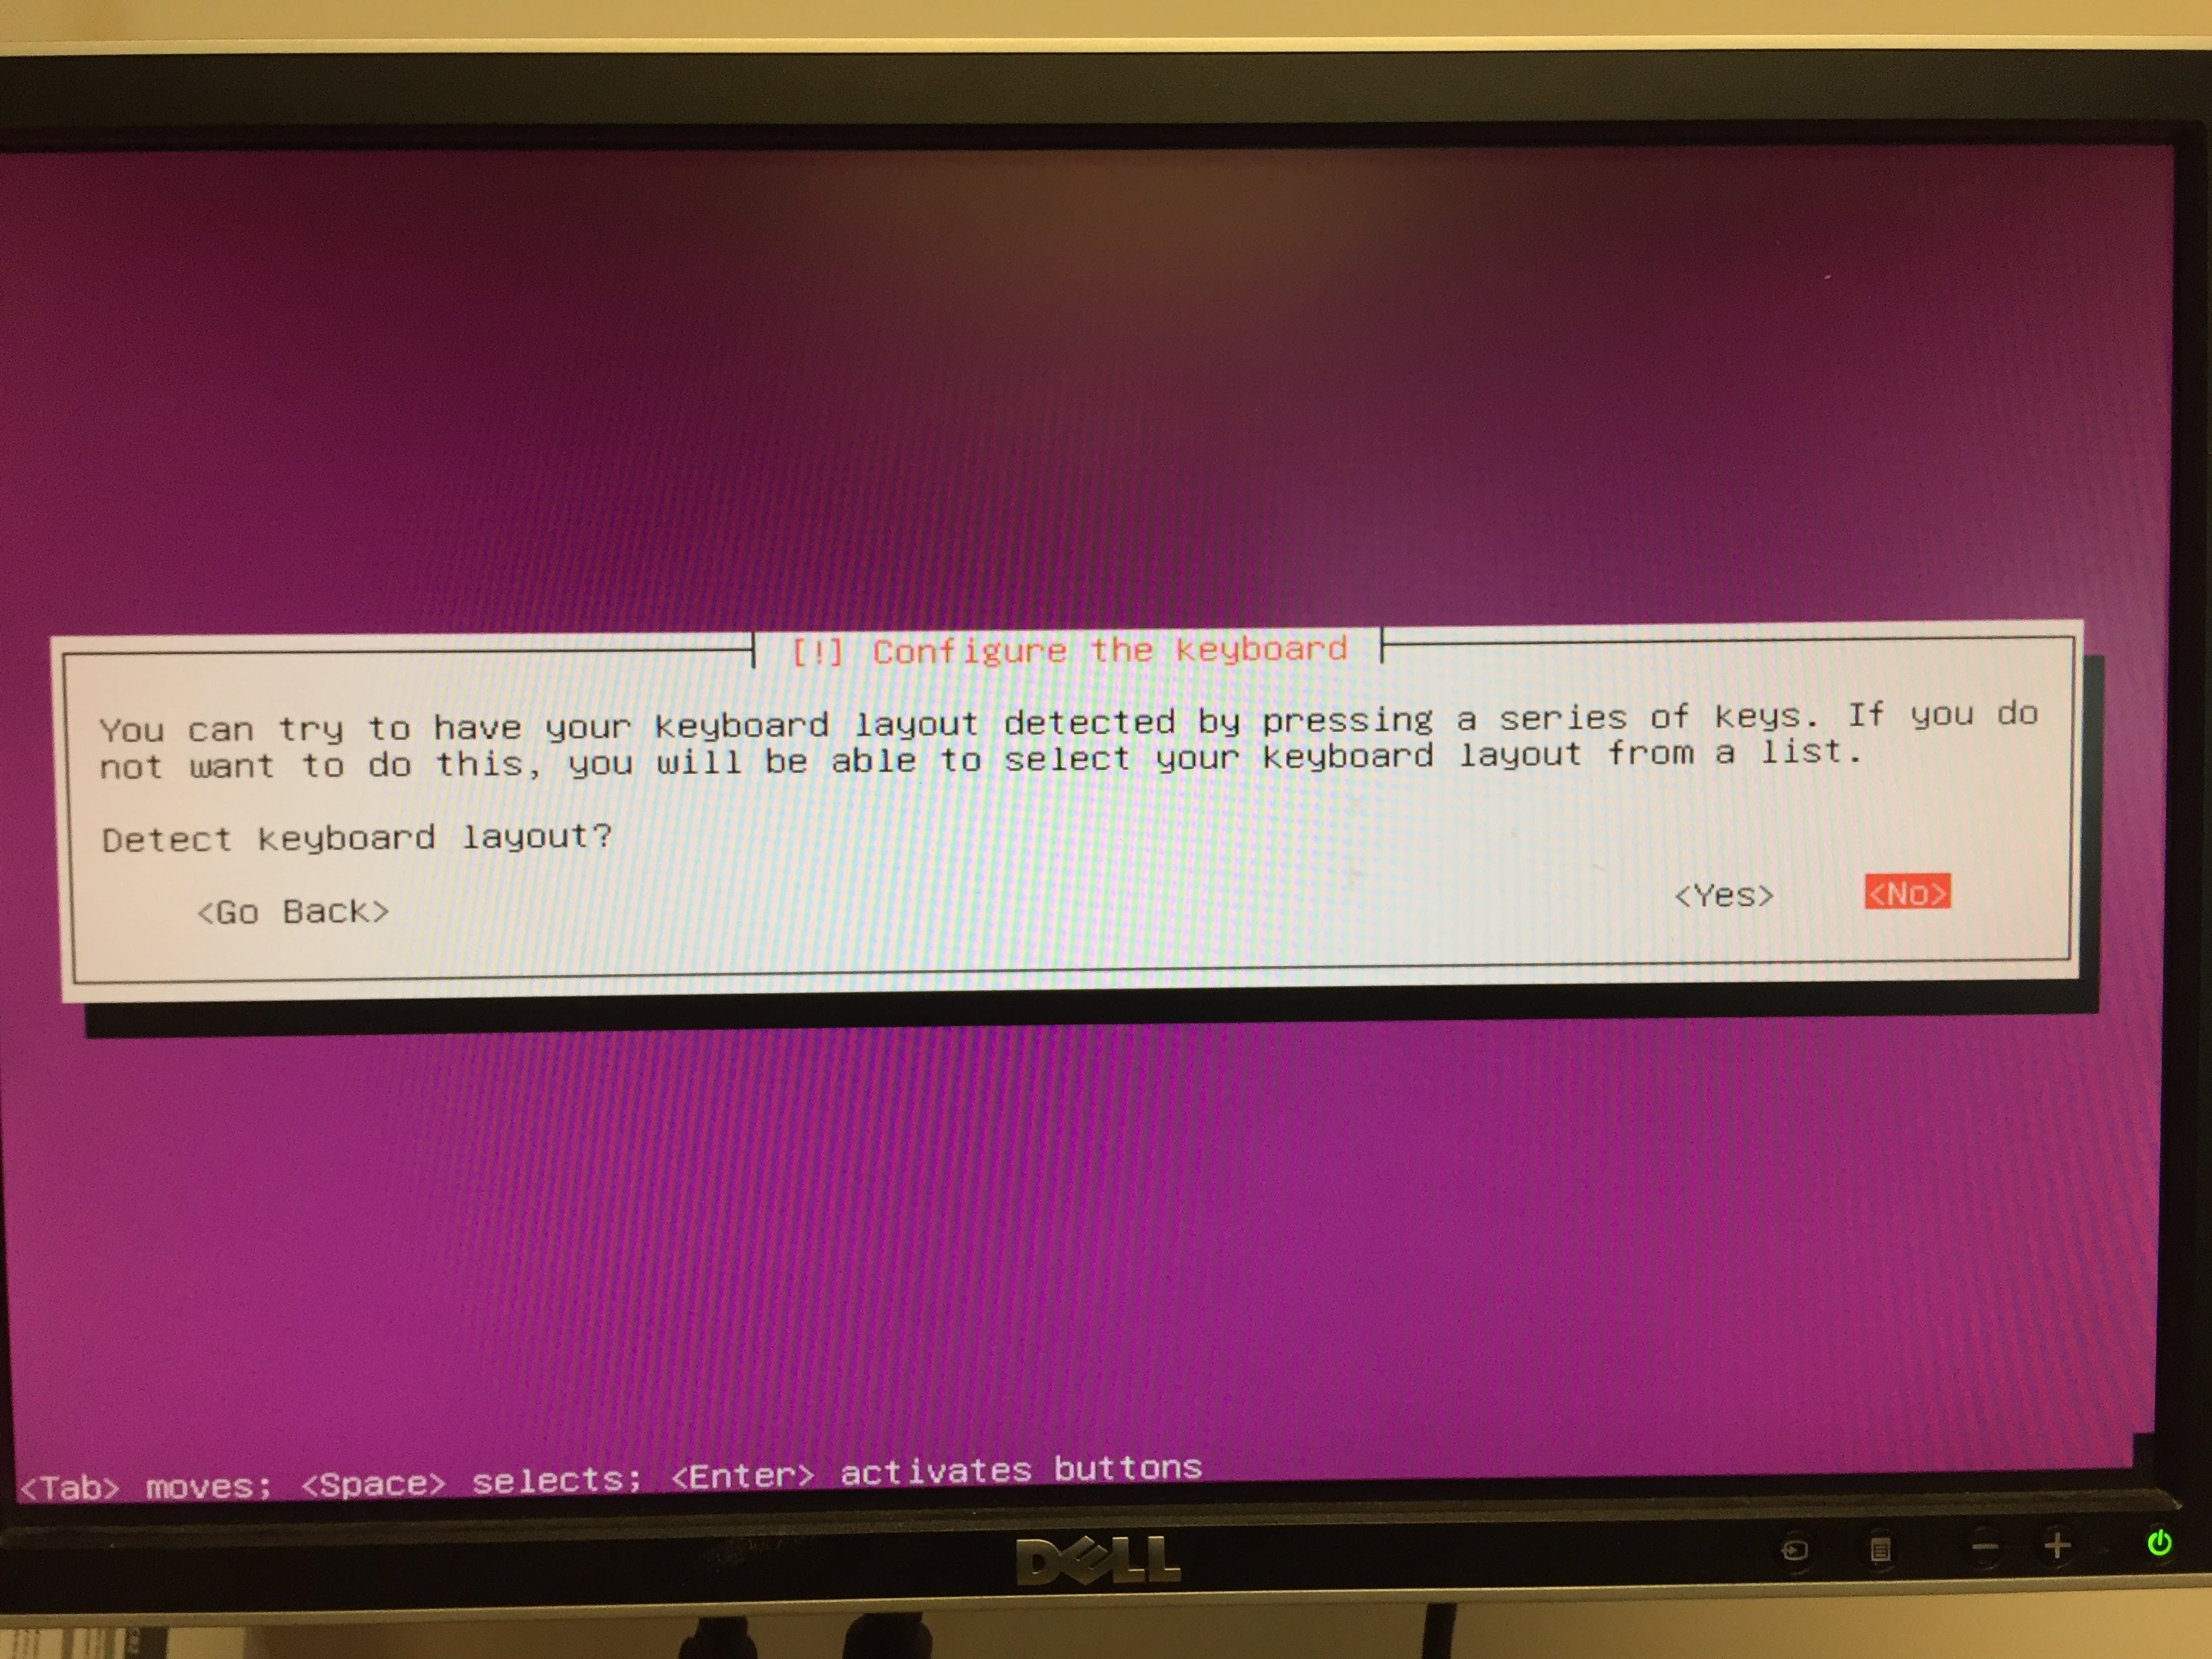 [!] Configure the keyboard
You can try to have your keyboard layout detected by pressing a series of keys. If you do
not want to do this, you will be able to select your keyboard layout from a list.
Detect keyboard layout?
<Go Back> <Yes> <No>
<Tab> moves; <Space> selects; <Enter> activates buttons
DELL